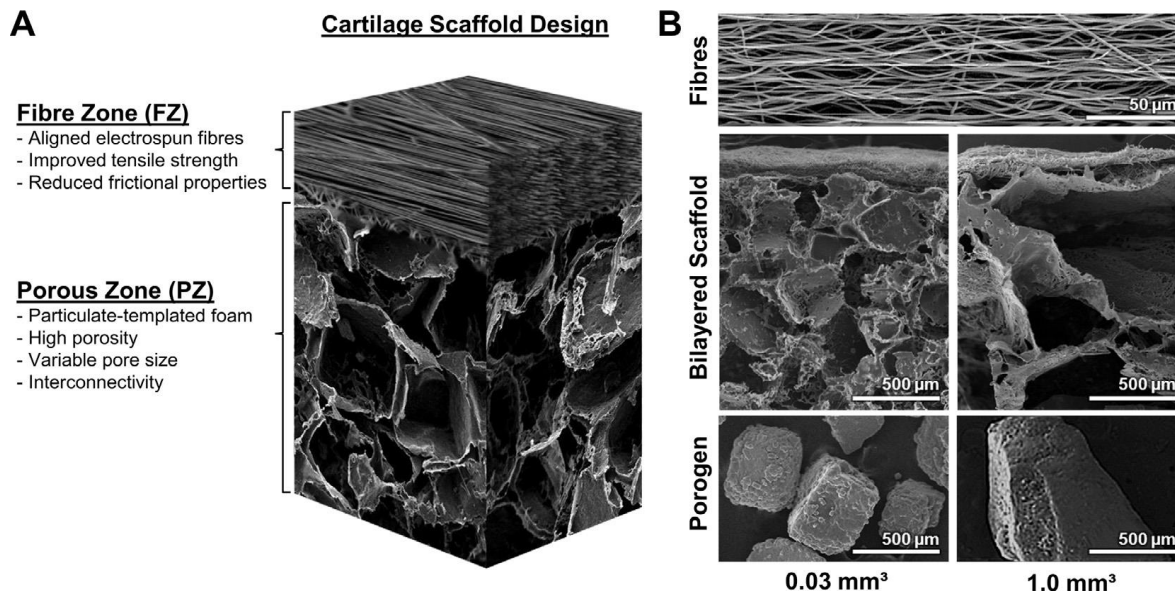 A
Cartilage Scaffold Design
Fibre Zone (FZ)
- Aligned electrospun fibres
- Improved tensile strength
- Reduced frictional properties
Porous Zone (PZ)
- Particulate-templated foam
- High porosity
- Variable pore size
- Interconnectivity
B
Fibres
50 µm
Bilayered Scaffold
500 µm
500 µm
Porogen
500 µm
500 µm
0.03 mm³
1.0 mm³